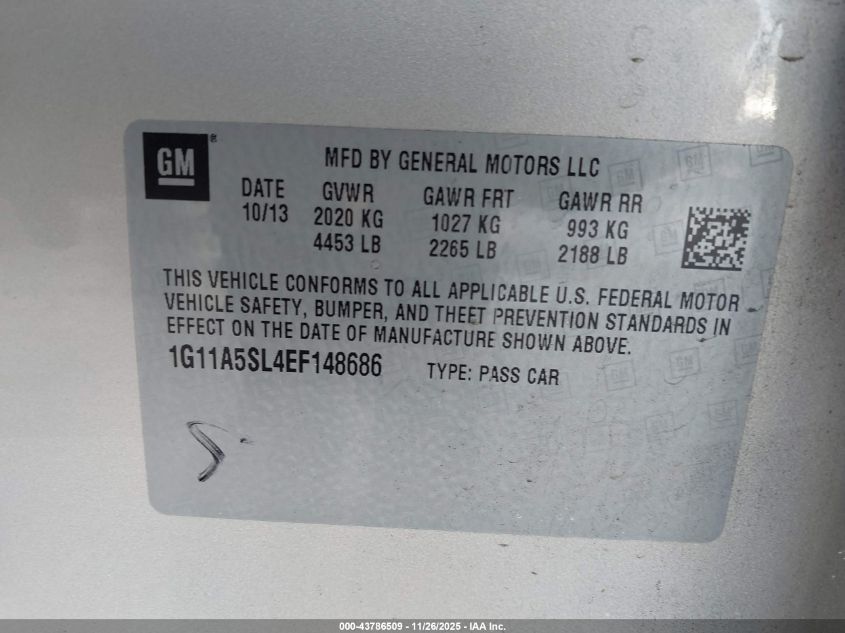 GM ®
MFD BY GENERAL MOTORS LLC
DATE GVWR GAWR FRT GAWR RR
10/13 2020 KG 1027 KG 993 KG
4453 LB 2265 LB 2188 LB
THIS VEHICLE CONFORMS TO ALL APPLICABLE U.S. FEDERAL MOTOR
VEHICLE SAFETY, BUMPER, AND THEFT PREVENTION STANDARDS IN
EFFECT ON THE DATE OF MANUFACTURE SHOWN ABOVE.
1G11A5SL4EF148686 TYPE: PASS CAR
000-43786509 - 11/26/2025 - IAA Inc.